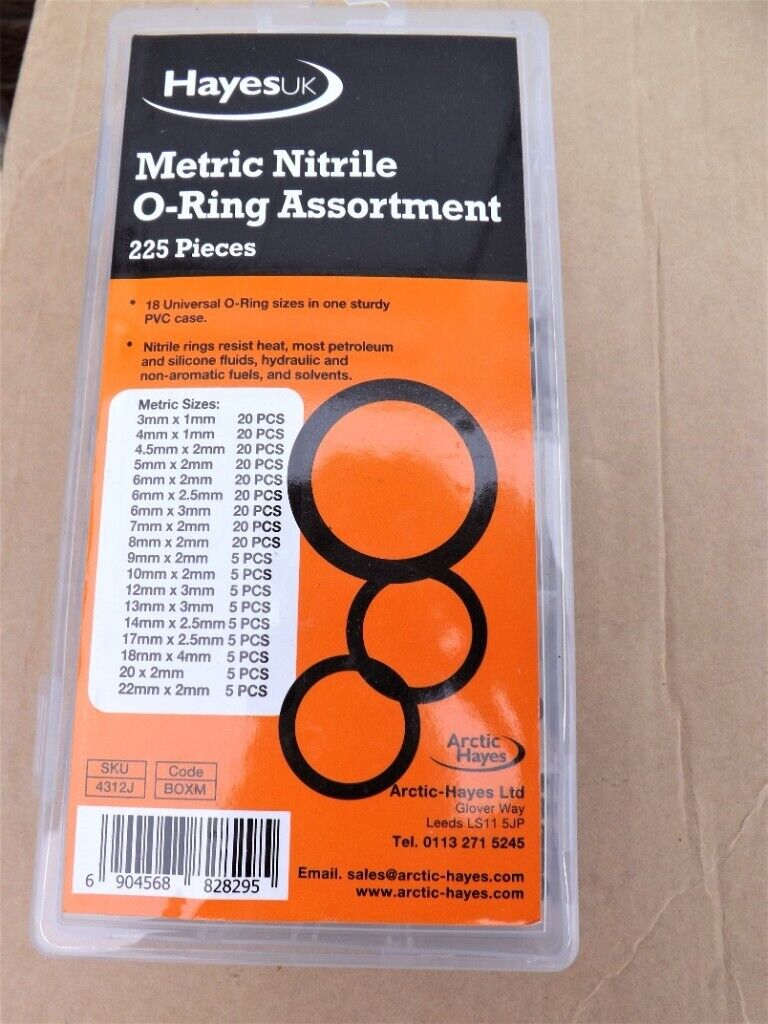 HayesUK
Metric Nitrile
O-Ring Assortment
225 Pieces
• 18 Universal O-Ring sizes in one sturdy
PVC case.
• Nitrile rings resist heat, most petroleum
and silicone fluids, hydraulic and
non-aromatic fuels, and solvents.
Metric Sizes:
3mm x 1mm 20 PCS
4mm x 1mm 20 PCS
4.5mm x 2mm 20 PCS
5mm x 2mm 20 PCS
6mm x 2mm 20 PCS
6mm x 2.5mm 20 PCS
6mm x 3mm 20 PCS
7mm x 2mm 20 PCS
8mm x 2mm 20 PCS
9mm x 2mm 5 PCS
10mm x 2mm 5 PCS
12mm x 3mm 5 PCS
13mm x 3mm 5 PCS
14mm x 2.5mm 5 PCS
17mm x 2.5mm 5 PCS
18mm x 4mm 5 PCS
20 x 2mm 5 PCS
22mm x 2mm 5 PCS
SKU Code
4312J BOXM
6 904568 828295
Arctic
Hayes
Arctic-Hayes Ltd
Glover Way
Leeds LS11 5JP
Tel. 0113 271 5245
Email. sales@arctic-hayes.com
www.arctic-hayes.com